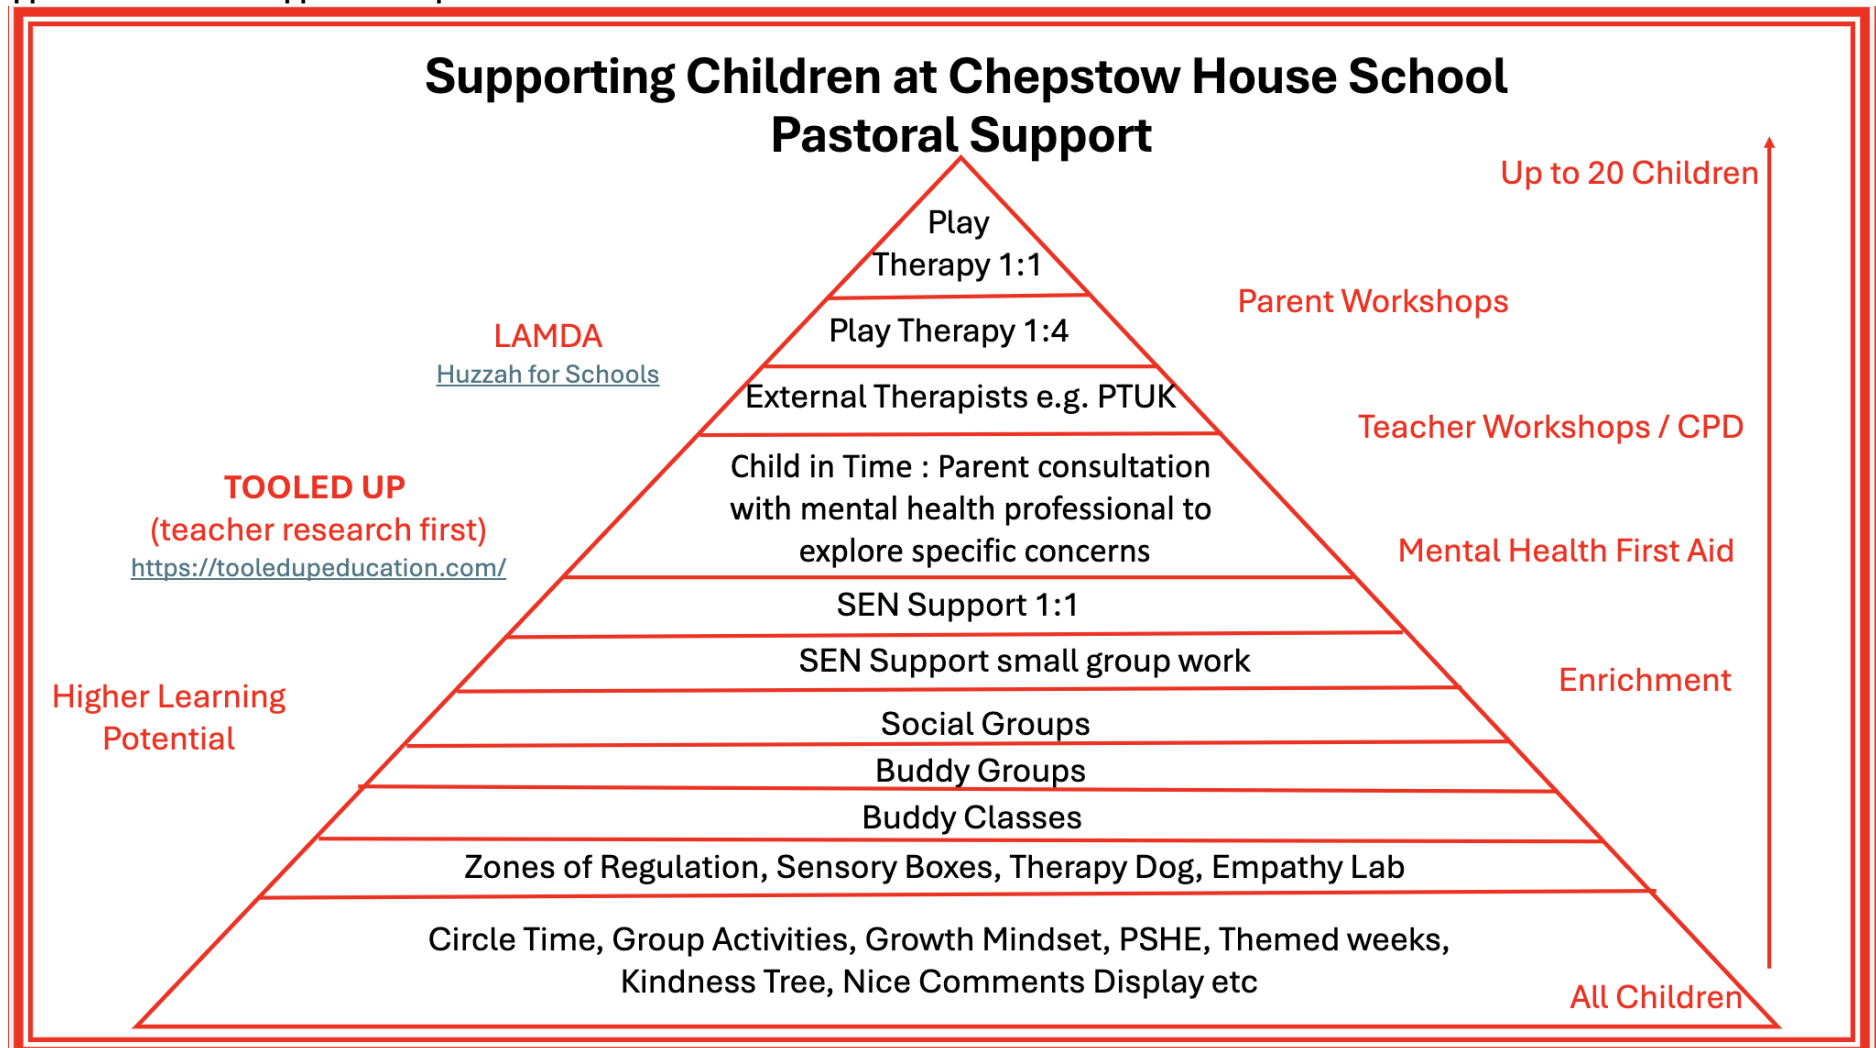 Supporting Children at Chepstow House School
Pastoral Support
Up to 20 Children
Play
Therapy 1:1
Parent Workshops
Play Therapy 1:4
LAMDA
Huzzah for Schools
External Therapists e.g. PTUK
Teacher Workshops / CPD
Child in Time : Parent consultation
with mental health professional to
explore specific concerns
TOOLED UP
(teacher research first)
https://tooledupeducation.com/
Mental Health First Aid
SEN Support 1:1
SEN Support small group work
Enrichment
Higher Learning
Potential
Social Groups
Buddy Groups
Buddy Classes
Zones of Regulation, Sensory Boxes, Therapy Dog, Empathy Lab
Circle Time, Group Activities, Growth Mindset, PSHE, Themed weeks,
Kindness Tree, Nice Comments Display etc
All Children